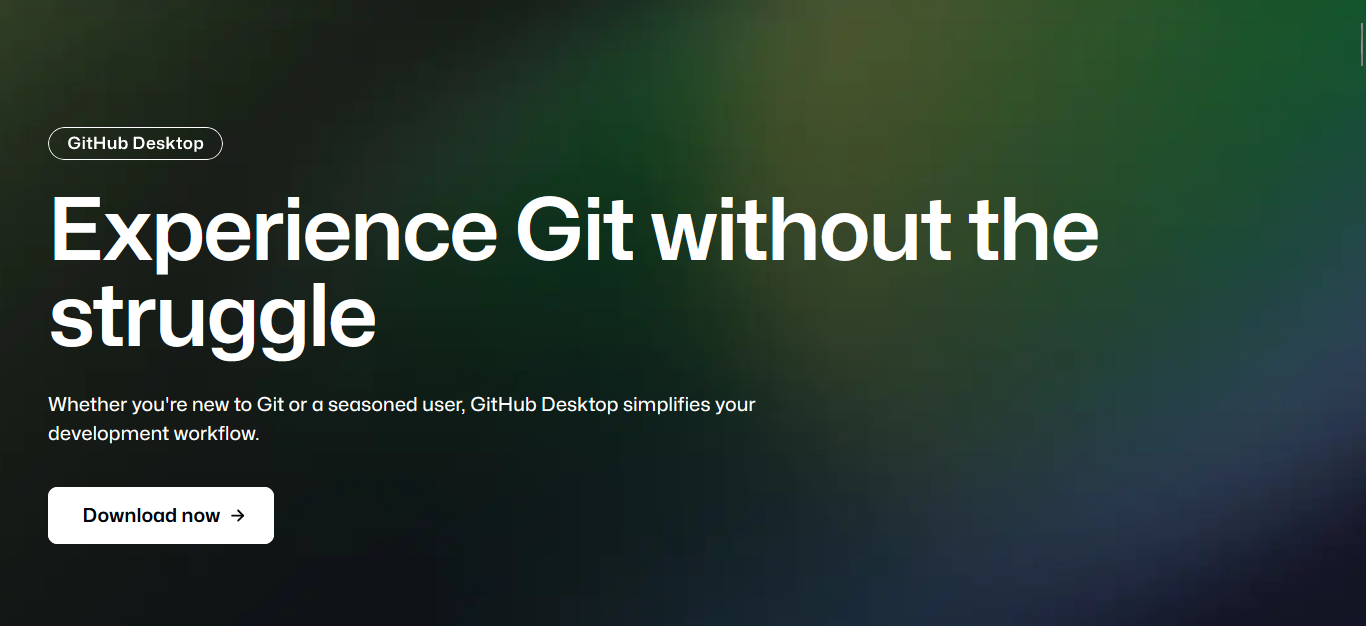 GitHub Desktop
Experience Git without the
struggle
Whether you're new to Git or a seasoned user, GitHub Desktop simplifies your
development workflow.
Download now →